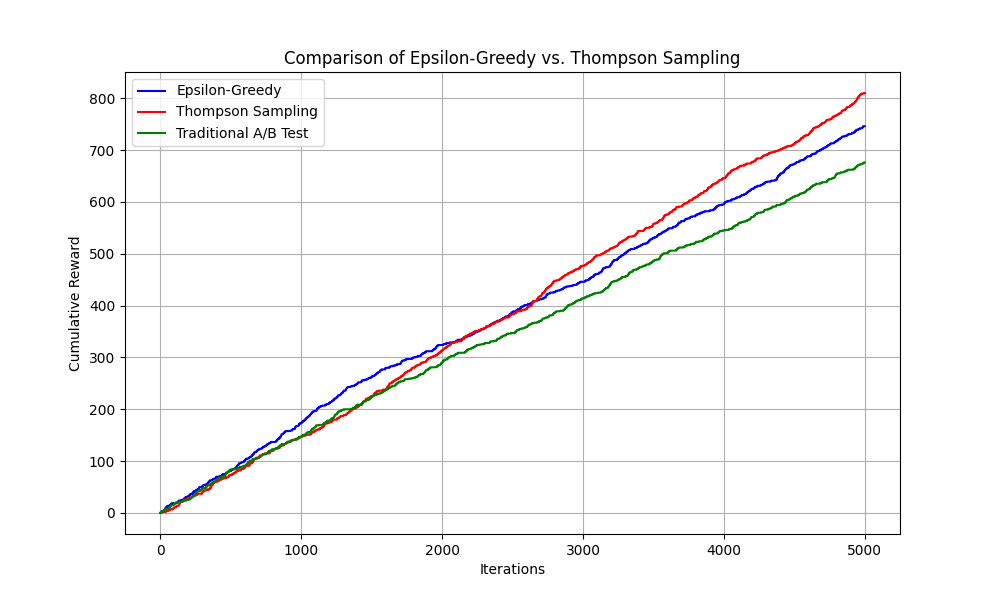 Comparison of Epsilon-Greedy vs. Thompson Sampling
Epsilon-Greedy
Thompson Sampling
Traditional A/B Test
Cumulative Reward
800
700
600
500
400
300
200
100
0
0 1000 2000 3000 4000 5000
Iterations